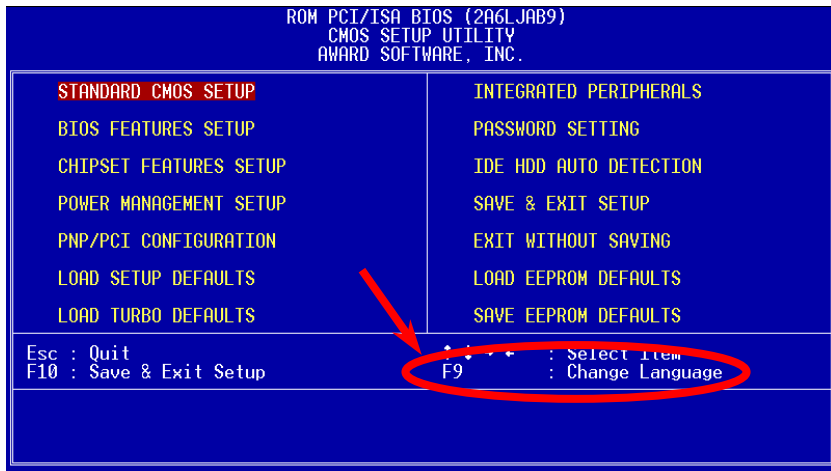 ROM PCI/ISA BIOS (2A6LJAB9)
CMOS SETUP UTILITY
AWARD SOFTWARE, INC.
STANDARD CMOS SETUP
BIOS FEATURES SETUP
CHIPSET FEATURES SETUP
POWER MANAGEMENT SETUP
PNP/PCI CONFIGURATION
LOAD SETUP DEFAULTS
LOAD TURBO DEFAULTS
INTEGRATED PERIPHERALS
PASSWORD SETTING
IDE HDD AUTO DETECTION
SAVE & EXIT SETUP
EXIT WITHOUT SAVING
LOAD EEPROM DEFAULTS
SAVE EEPROM DEFAULTS
Esc : Quit
F10 : Save & Exit Setup
↑ ↓ → ← : Select Item
F9 : Change Language